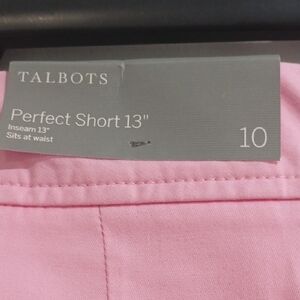 TALBOTS
Perfect Short 13"
Inseam 13"
Sits at waist
10